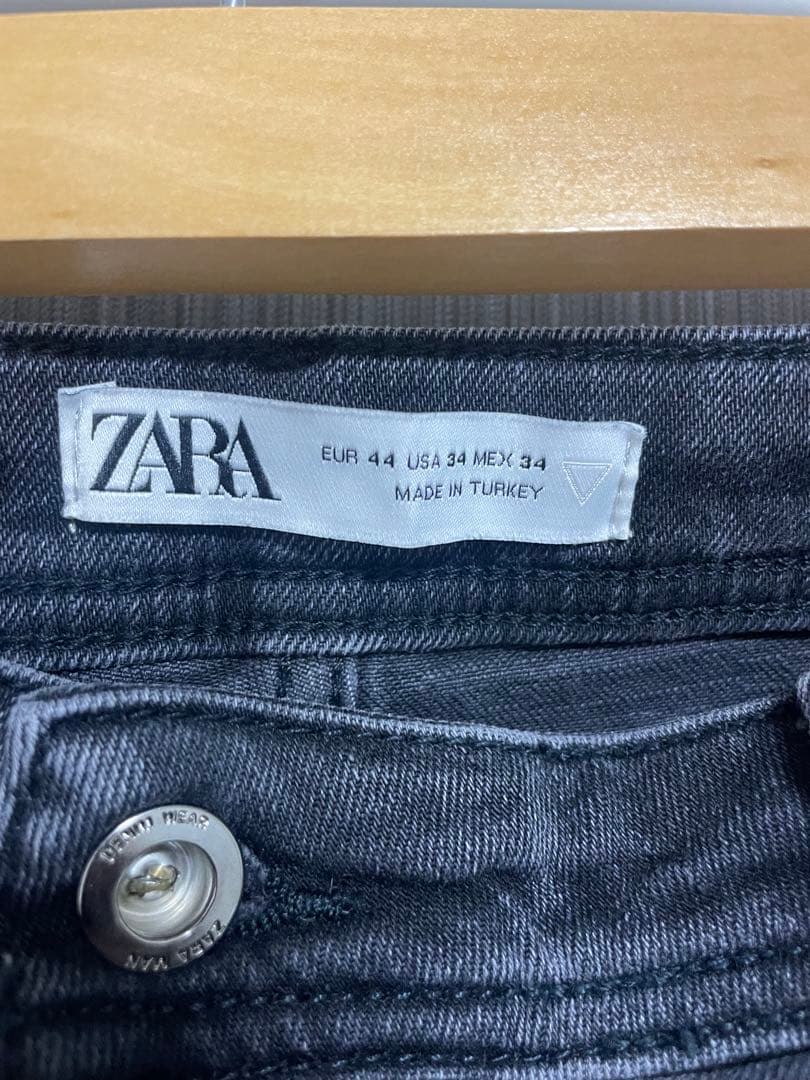 ZARA
EUR 44 USA 34 MEX 34
MADE IN TURKEY
DENIM WEAR
ZARA MAN